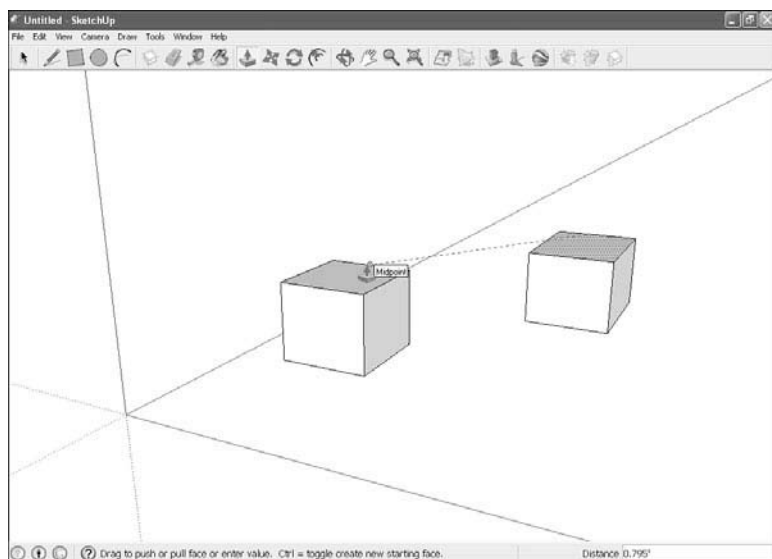 Untitled - SketchUp
File Edit View Camera Draw Tools Window Help
Midpoint
Drag to push or pull face or enter value. Ctrl = toggle create new starting face.
Distance 0.795'